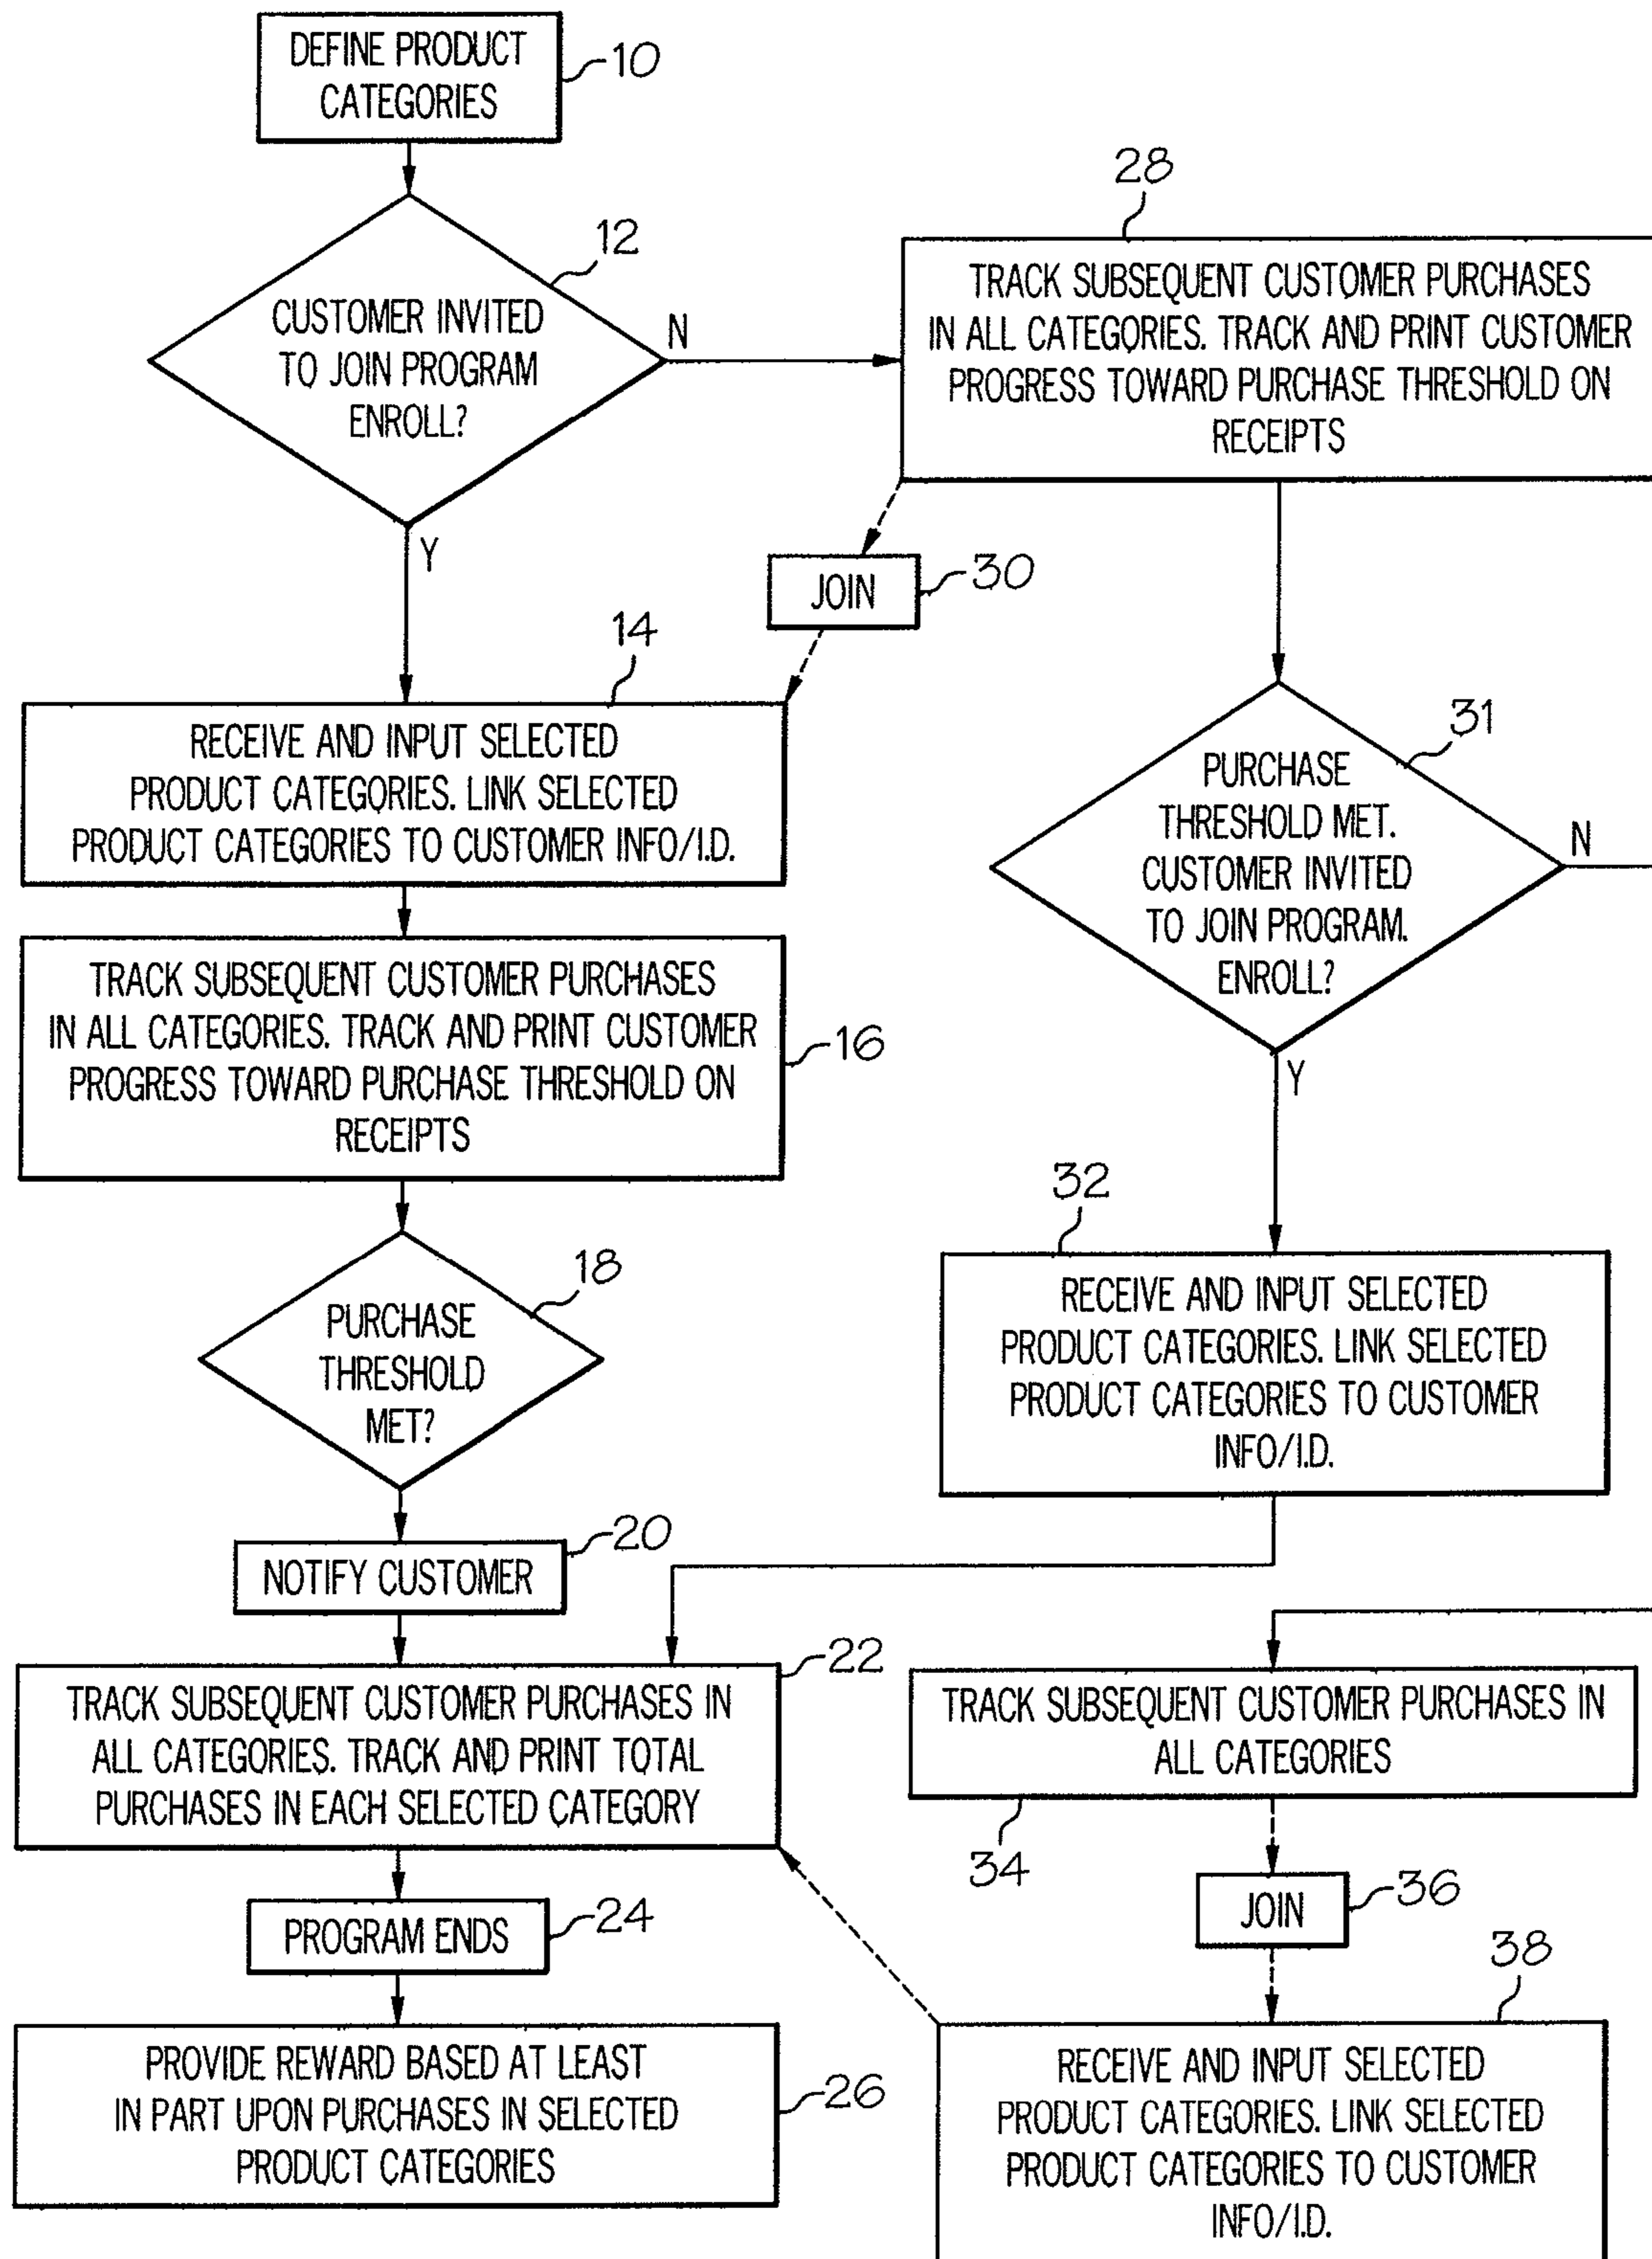 DEFINE PRODUCT
CATEGORIES
10
12
CUSTOMER INVITED
TO JOIN PROGRAM
ENROLL?
N
Y
28
TRACK SUBSEQUENT CUSTOMER PURCHASES
IN ALL CATEGORIES. TRACK AND PRINT CUSTOMER
PROGRESS TOWARD PURCHASE THRESHOLD ON
RECEIPTS
JOIN
30
14
RECEIVE AND INPUT SELECTED
PRODUCT CATEGORIES. LINK SELECTED
PRODUCT CATEGORIES TO CUSTOMER INFO/I.D.
31
PURCHASE
THRESHOLD MET.
CUSTOMER INVITED
TO JOIN PROGRAM.
ENROLL?
N
Y
TRACK SUBSEQUENT CUSTOMER PURCHASES
IN ALL CATEGORIES. TRACK AND PRINT CUSTOMER
PROGRESS TOWARD PURCHASE THRESHOLD ON
RECEIPTS
16
18
PURCHASE
THRESHOLD
MET?
32
RECEIVE AND INPUT SELECTED
PRODUCT CATEGORIES. LINK SELECTED
PRODUCT CATEGORIES TO CUSTOMER
INFO/I.D.
NOTIFY CUSTOMER
20
22
TRACK SUBSEQUENT CUSTOMER PURCHASES IN
ALL CATEGORIES. TRACK AND PRINT TOTAL
PURCHASES IN EACH SELECTED CATEGORY
TRACK SUBSEQUENT CUSTOMER PURCHASES IN
ALL CATEGORIES
34
JOIN
36
PROGRAM ENDS
24
38
PROVIDE REWARD BASED AT LEAST
IN PART UPON PURCHASES IN SELECTED
PRODUCT CATEGORIES
26
RECEIVE AND INPUT SELECTED
PRODUCT CATEGORIES. LINK SELECTED
PRODUCT CATEGORIES TO CUSTOMER
INFO/I.D.